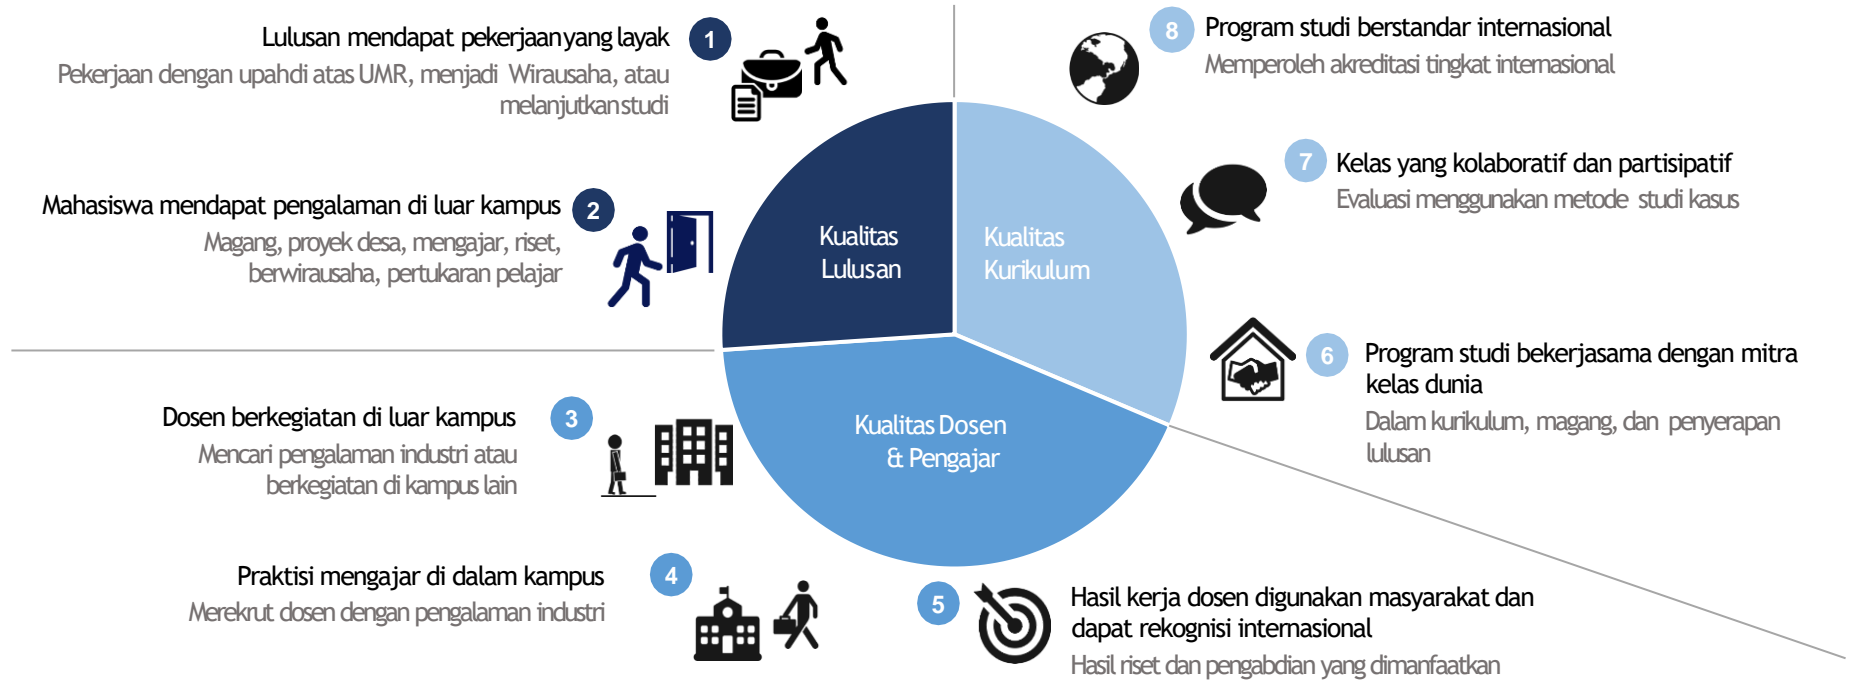 1
Lulusan mendapat pekerjaan yang layak
Pekerjaan dengan upahdi atas UMR, menjadi Wirausaha, atau
melanjutkan studi
2
Mahasiswa mendapat pengalaman di luar kampus
Magang, proyek desa, mengajar, riset,
berwirausaha, pertukaran pelajar
3
Dosen berkegiatan di luar kampus
Mencari pengalaman industri atau
berkegiatan di kampus lain
4
Praktisi mengajar di dalam kampus
Merekrut dosen dengan pengalaman industri
Kualitas
Lulusan
Kualitas
Kurikulum
Kualitas Dosen
& Pengajar
8
Program studi berstandar internasional
Memperoleh akreditasi tingkat internasional
7
Kelas yang kolaboratif dan partisipatif
Evaluasi menggunakan metode studi kasus
6
Program studi bekerjasama dengan mitra
kelas dunia
Dalam kurikulum, magang, dan penyerapan
lulusan
5
Hasil kerja dosen digunakan masyarakat dan
dapat rekognisi internasional
Hasil riset dan pengabdian yang dimanfaatkan